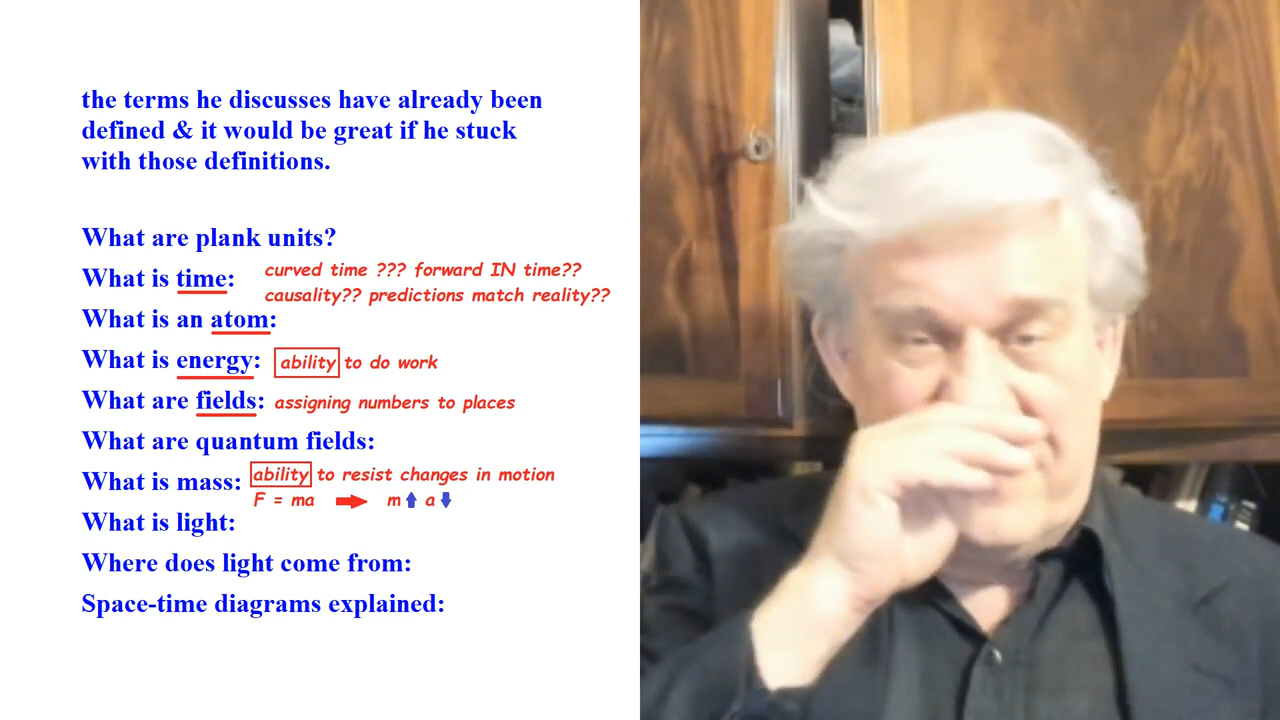 the terms he discusses have already been
defined & it would be great if he stuck
with those definitions.
What are plank units?
What is time: curved time ??? forward IN time??
causality?? predictions match reality??
What is an atom:
What is energy: ability to do work
What are fields: assigning numbers to places
What are quantum fields:
What is mass: ability to resist changes in motion
F = ma ➡ m ⬆ a ⬇
What is light:
Where does light come from:
Space-time diagrams explained: